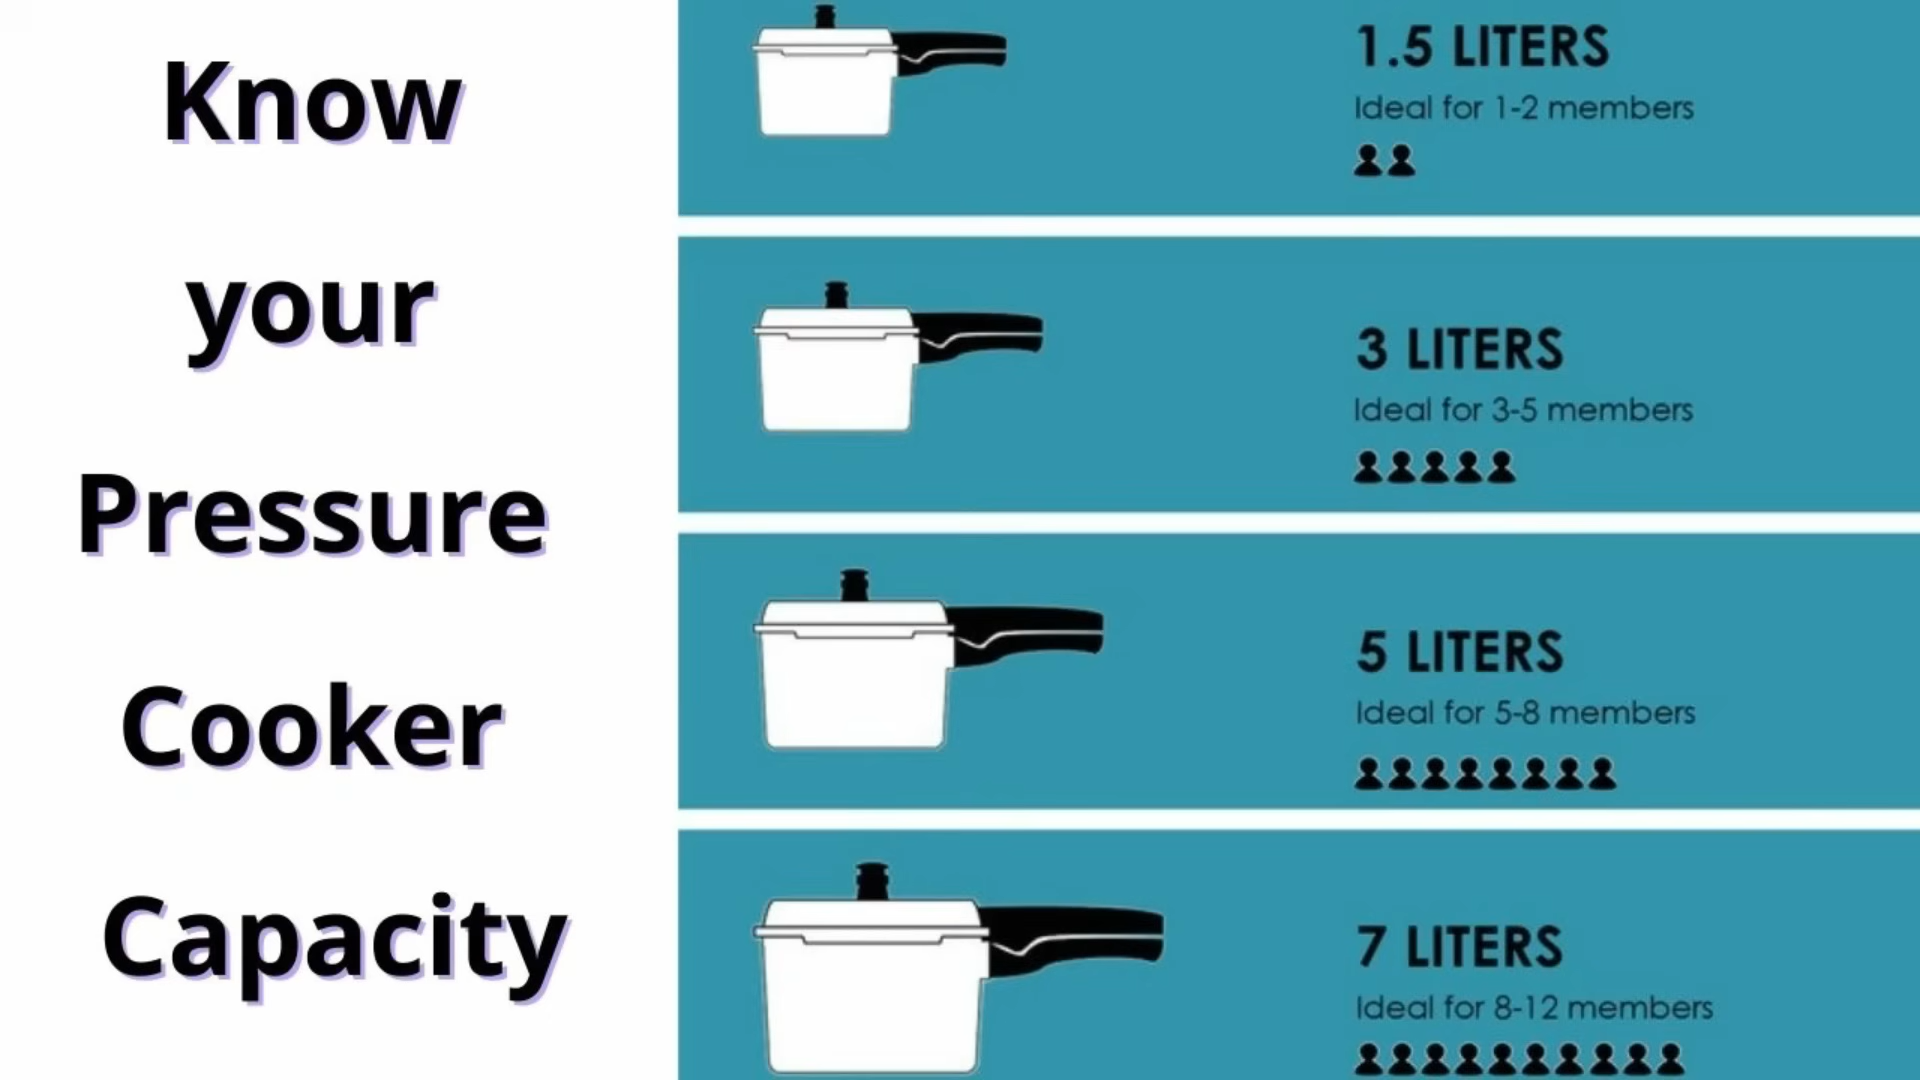 Know
your
Pressure
Cooker
Capacity
1.5 LITERS
Ideal for 1-2 members
3 LITERS
Ideal for 3-5 members
5 LITERS
Ideal for 5-8 members
7 LITERS
Ideal for 8-12 members